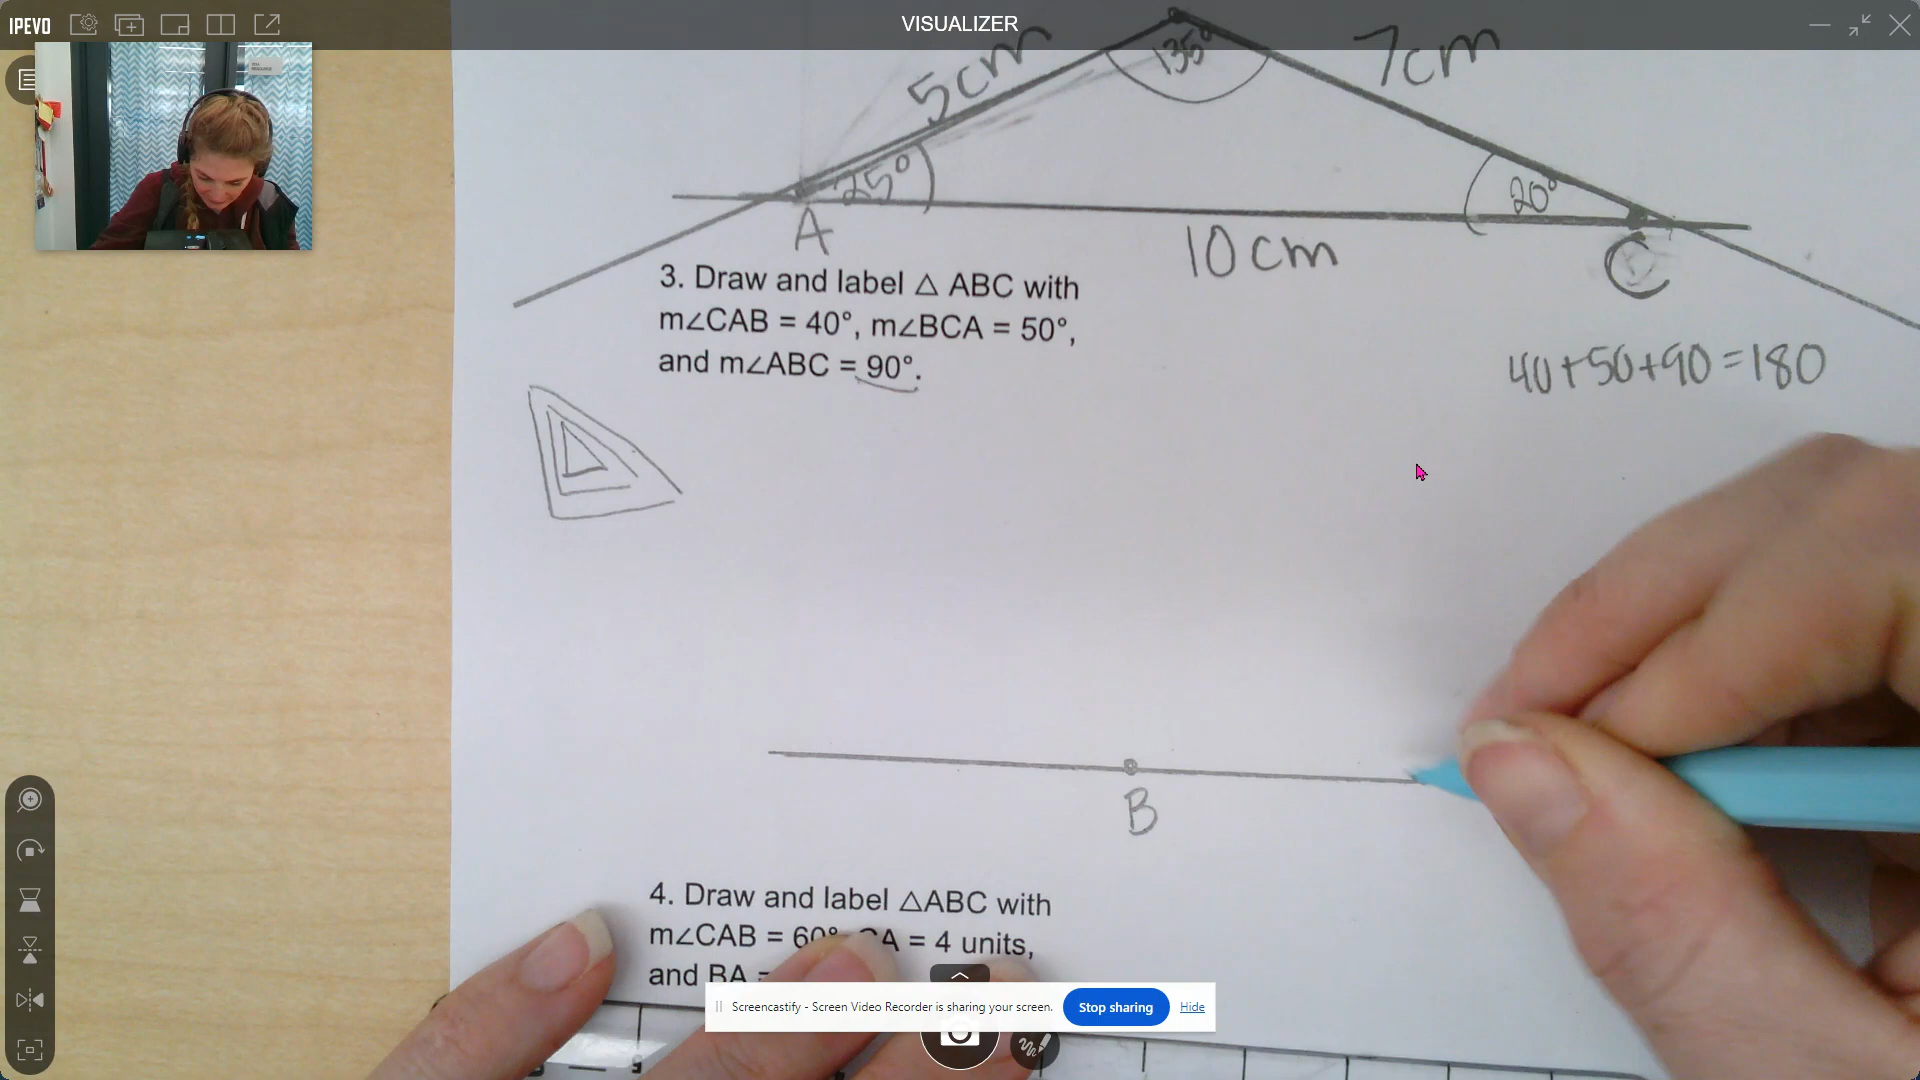 IPEVO
VISUALIZER
5cm
135°
7cm
25°
20°
A
10 cm
C
3. Draw and label △ ABC with
m∠CAB = 40°, m∠BCA = 50°,
and m∠ABC = 90°.
40+50+90=180
B
4. Draw and label △ABC with
m∠CAB = 60°, CA = 4 units,
and BA =
Screencastify - Screen Video Recorder is sharing your screen.
Stop sharing
Hide